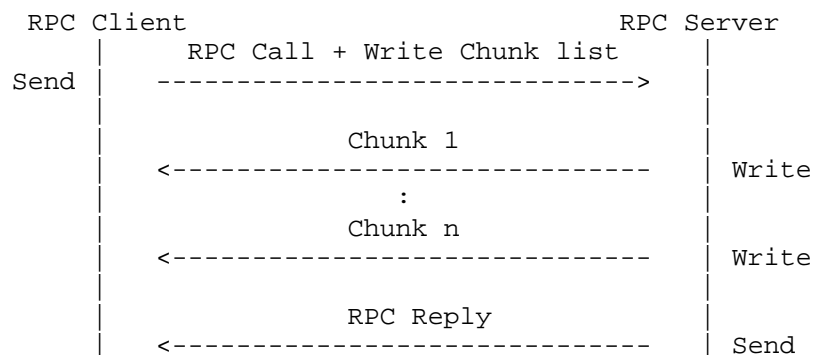 RPC Client RPC Server
| RPC Call + Write Chunk list |
Send | ------------------------------> |
| |
| Chunk 1 |
| <------------------------------ | Write
| : |
| Chunk n |
| <------------------------------ | Write
| |
| RPC Reply |
| <------------------------------ | Send